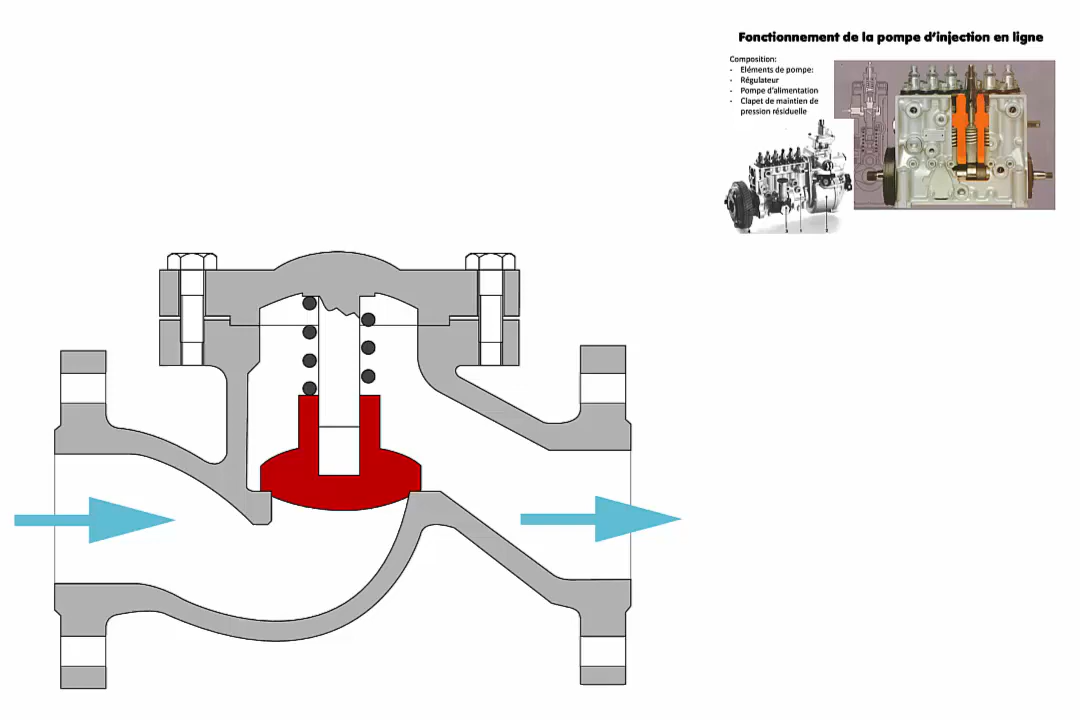 Fonctionnement de la pompe d'injection en ligne
Composition:
- Eléments de pompe:
- Régulateur
- Pompe d'alimentation
- Clapet de maintien de
pression résiduelle